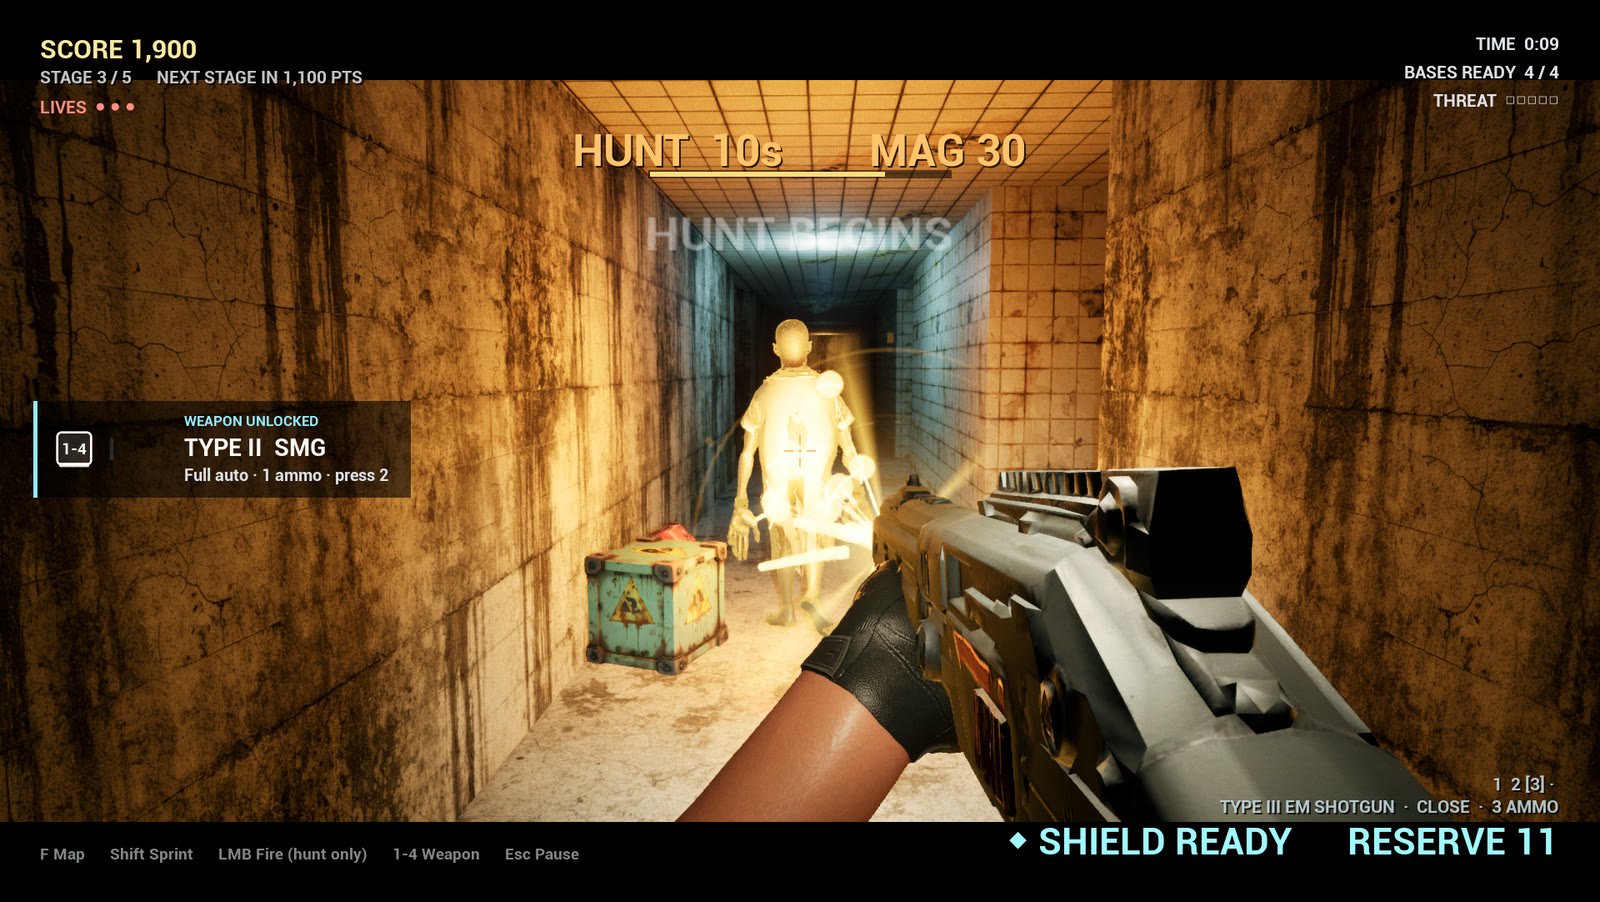 SCORE 1,900
STAGE 3 / 5 NEXT STAGE IN 1,100 PTS
LIVES
TIME 0:09
BASES READY 4 / 4
THREAT
HUNT 10s MAG 30
HUNT BEGINS
WEAPON UNLOCKED
1-4
TYPE II SMG
Full auto · 1 ammo · press 2
1 2 [3] ·
TYPE III EM SHOTGUN · CLOSE · 3 AMMO
SHIELD READY RESERVE 11
F Map Shift Sprint LMB Fire (hunt only) 1-4 Weapon Esc Pause